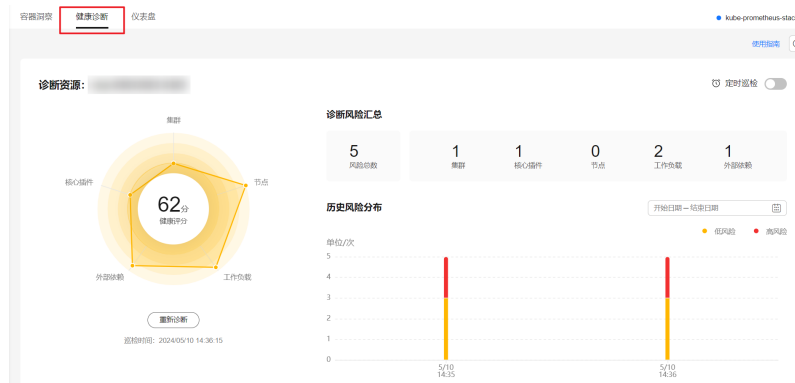 容器洞察 健康诊断 仪表盘
kube-prometheus-stac
使用指南
诊断资源:
定时巡检
集群
节点
工作负载
外部依赖
核心插件
62分
健康评分
重新诊断
巡检时间: 2024/05/10 14:36:15
诊断风险汇总
5 1 1 0 2 1
风险总数 集群 核心插件 节点 工作负载 外部依赖
历史风险分布
开始日期 – 结束日期
低风险 高风险
单位/次
5
4
3
2
1
0
5/10 5/10
14:35 14:36